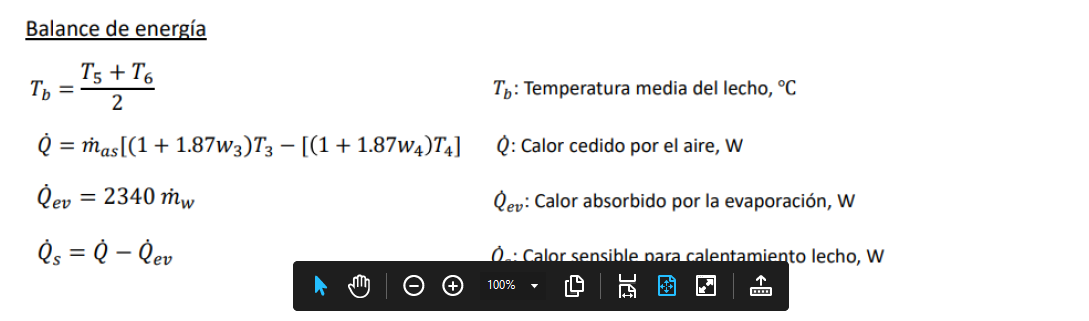 Balance de energía
T_b = (T_5 + T_6) / 2
T_b: Temperatura media del lecho, ºC
Q̇ = ṁ_as[(1 + 1.87w_3)T_3 − [(1 + 1.87w_4)T_4]
Q̇: Calor cedido por el aire, W
Q̇_ev = 2340 ṁ_w
Q̇_ev: Calor absorbido por la evaporación, W
Q̇_s = Q̇ − Q̇_ev
Q̇_s: Calor sensible para calentamiento lecho, W
100%